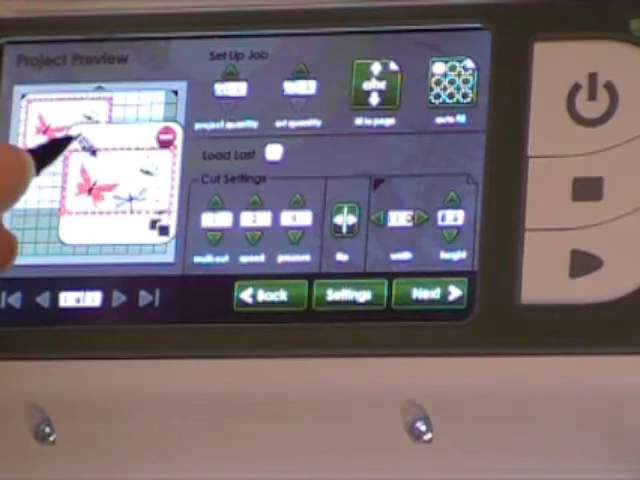 Project Preview
Set Up Job
project quantity
cut quantity
abc
fit to page
auto fill
Load Last
Cut Settings
multi cut
speed
pressure
flip
width
height
Back
Settings
Next